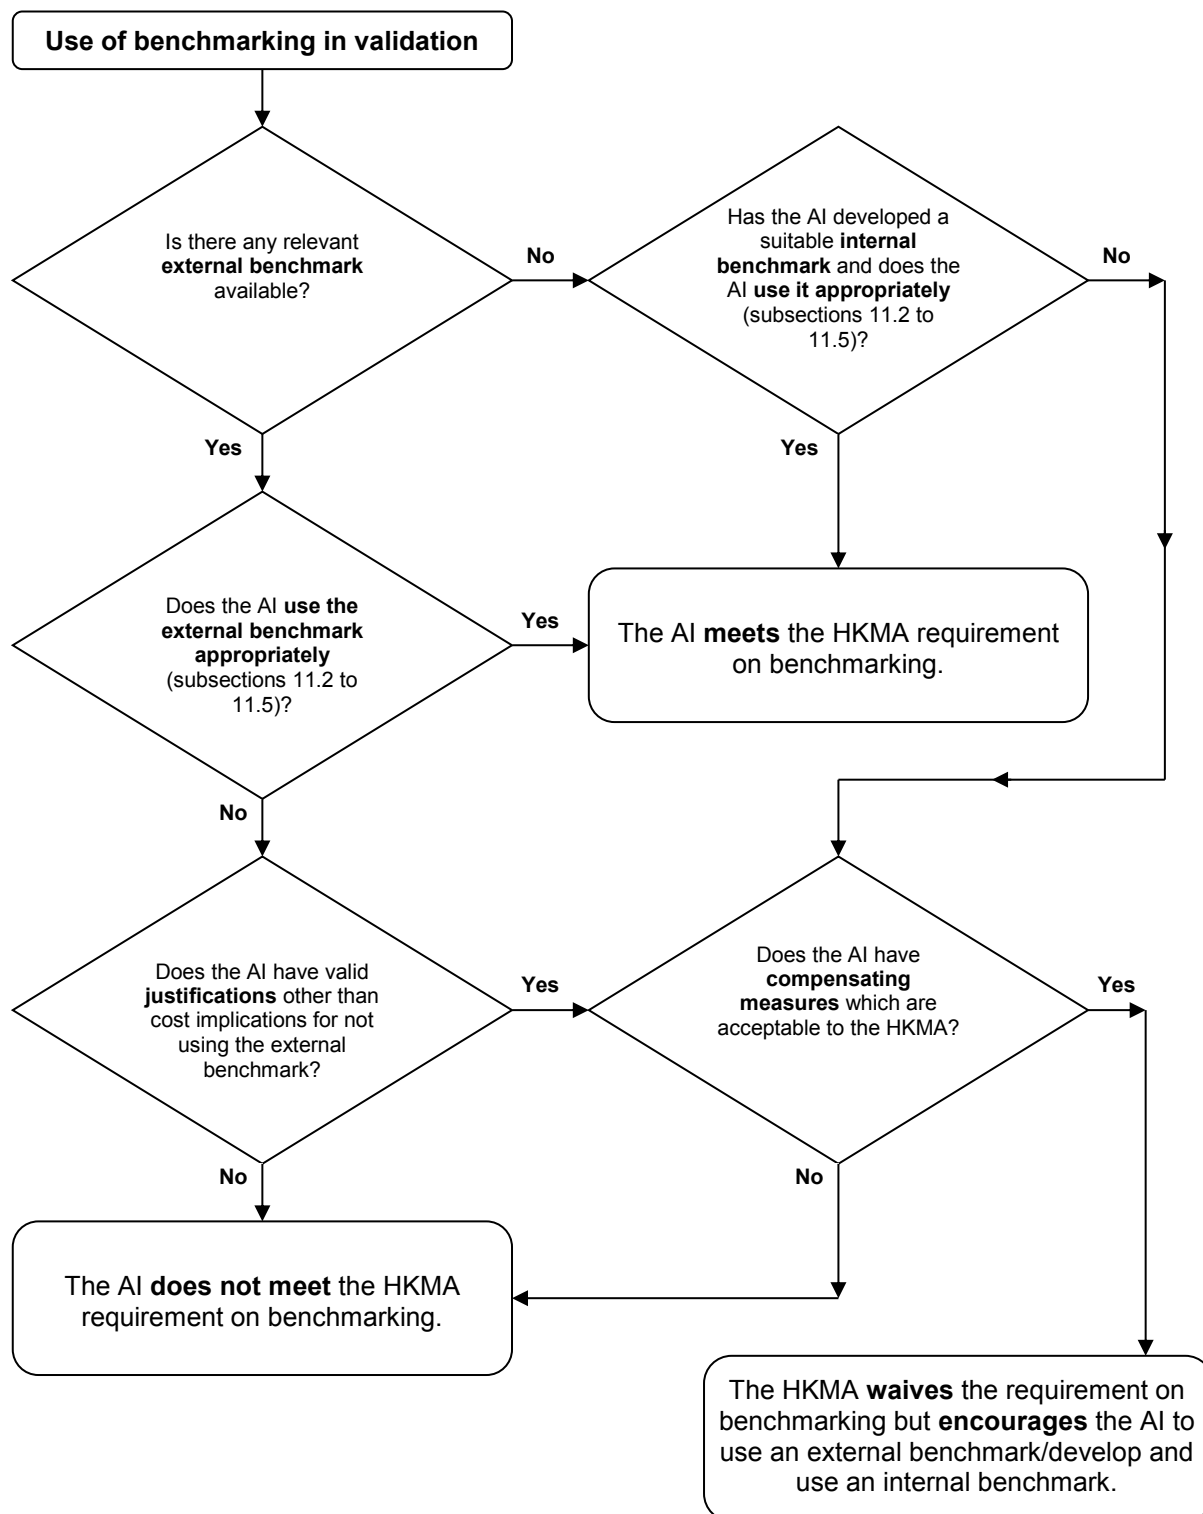 Use of benchmarking in validation
Is there any relevant
external benchmark
available?
No
Has the AI developed a
suitable internal
benchmark and does the
AI use it appropriately
(subsections 11.2 to
11.5)?
No
Yes
Yes
Does the AI use the
external benchmark
appropriately
(subsections 11.2 to
11.5)?
Yes
The AI meets the HKMA requirement
on benchmarking.
No
Does the AI have valid
justifications other than
cost implications for not
using the external
benchmark?
Yes
Does the AI have
compensating
measures which are
acceptable to the HKMA?
Yes
No
No
The AI does not meet the HKMA
requirement on benchmarking.
The HKMA waives the requirement on
benchmarking but encourages the AI to
use an external benchmark/develop and
use an internal benchmark.